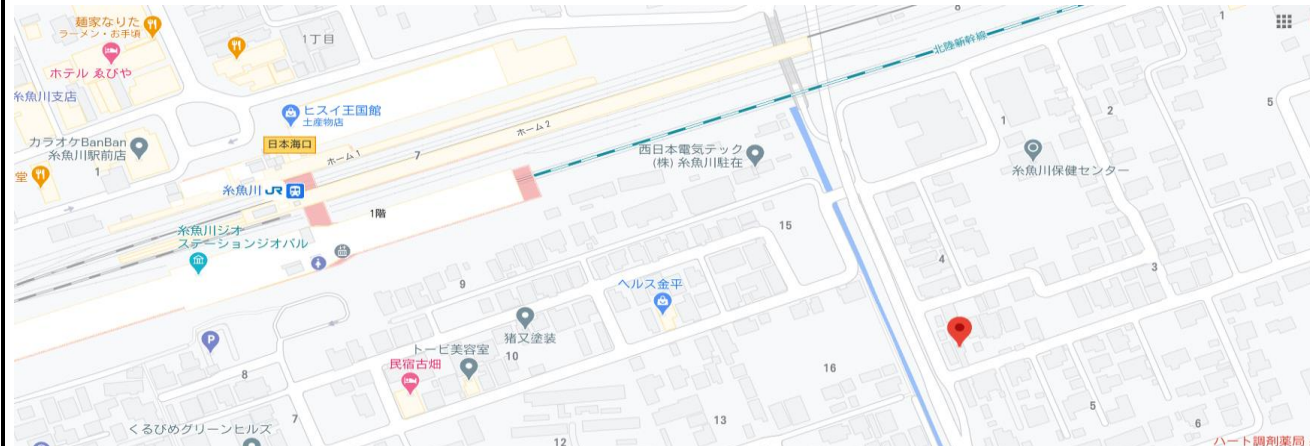 麺家なりた
ラーメン・お手頃
1丁目
8
1
ホテル ゑびや
北陸新幹線
糸魚川支店
ヒスイ王国館
土産物店
5
2
1
ホーム 2
カラオケBanBan
糸魚川駅前店
日本海口
ホーム 1
7
西日本電気テック
(株) 糸魚川駐在
糸魚川保健センター
堂
1
糸魚川 JR
1階
糸魚川ジオ
ステーションジオパル
15
4
3
9
ヘルス金平
P
猪又塗装
トービ美容室
10
民宿古畑
16
8
7
13
5
6
くるびめグリーンヒルズ
12
ハート調剤薬局